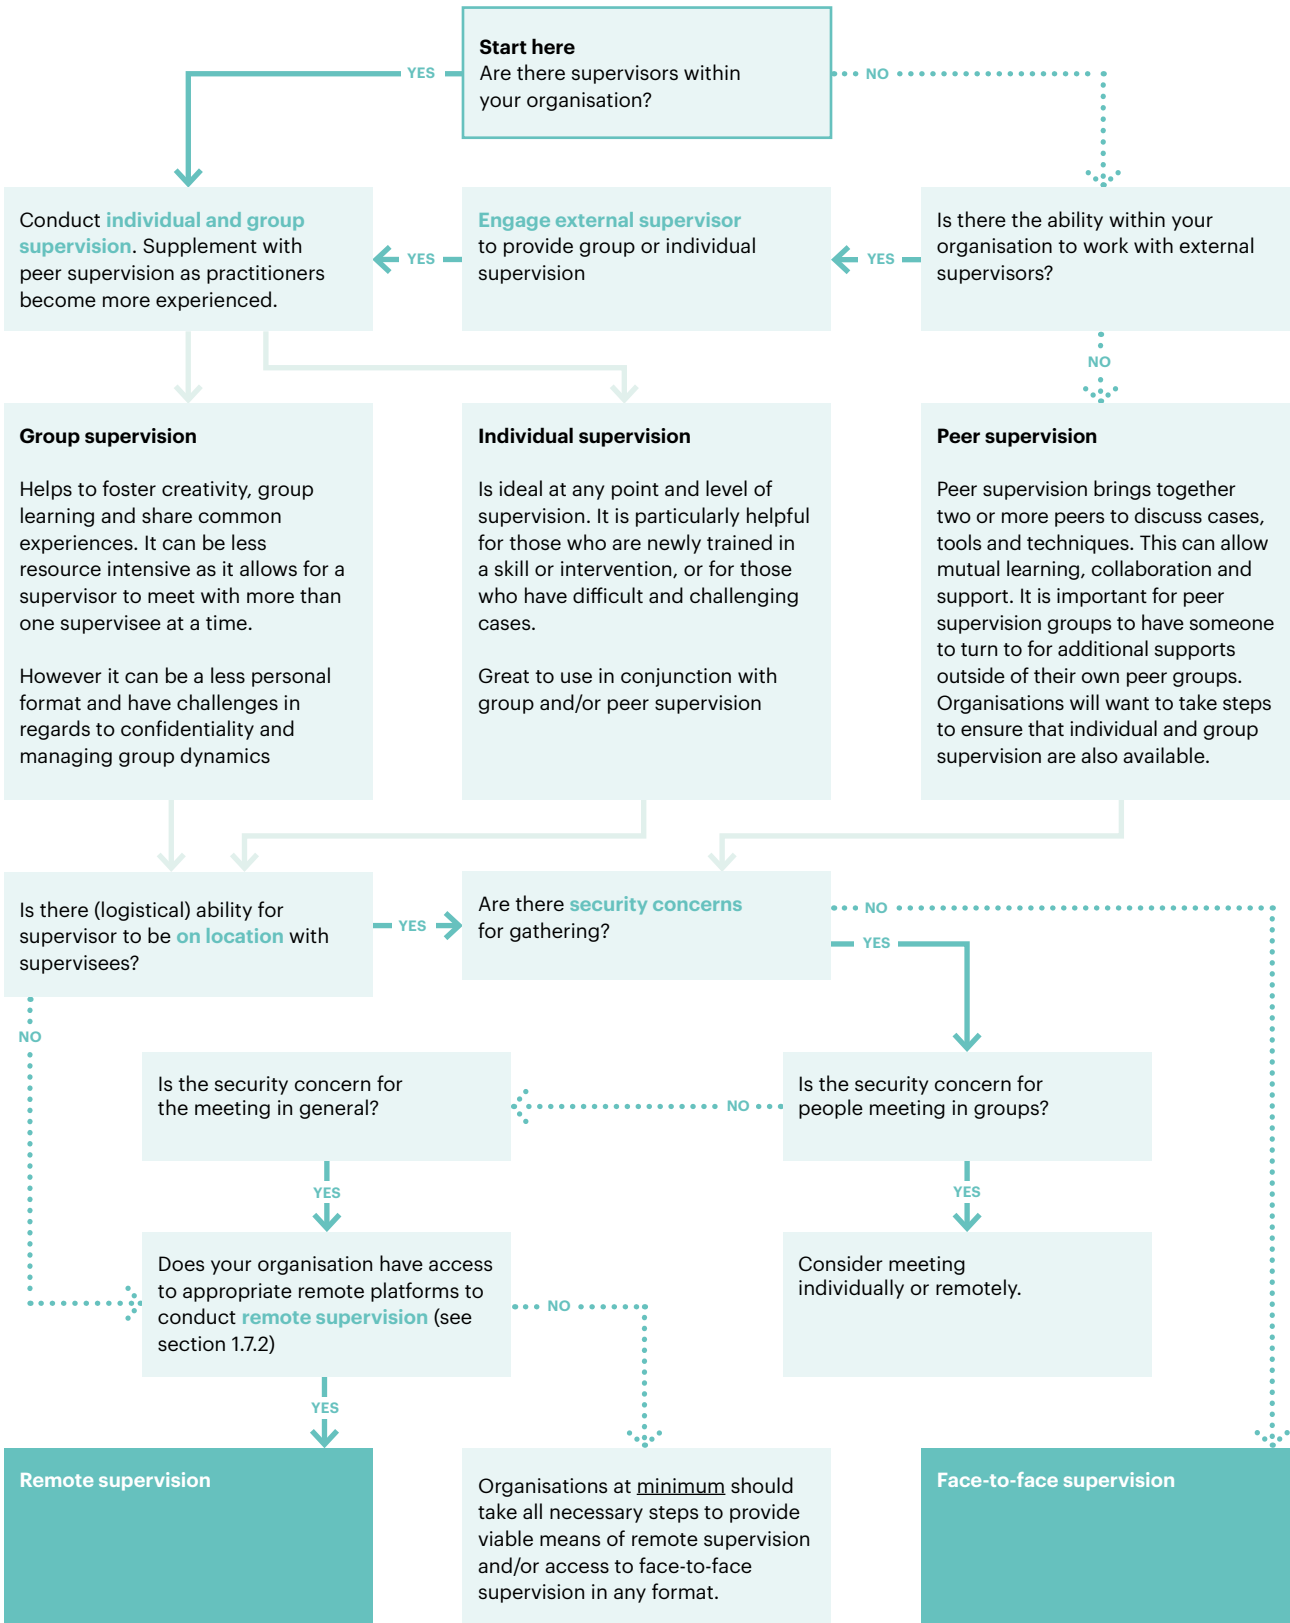 Start here
Are there supervisors within
your organisation?
YES
NO
Conduct individual and group
supervision. Supplement with
peer supervision as practitioners
become more experienced.
YES
Engage external supervisor
to provide group or individual
supervision
YES
Is there the ability within your
organisation to work with external
supervisors?
NO
Group supervision
Helps to foster creativity, group
learning and share common
experiences. It can be less
resource intensive as it allows for a
supervisor to meet with more than
one supervisee at a time.
However it can be a less personal
format and have challenges in
regards to confidentiality and
managing group dynamics
Individual supervision
Is ideal at any point and level of
supervision. It is particularly helpful
for those who are newly trained in
a skill or intervention, or for those
who have difficult and challenging
cases.
Great to use in conjunction with
group and/or peer supervision
Peer supervision
Peer supervision brings together
two or more peers to discuss cases,
tools and techniques. This can allow
mutual learning, collaboration and
support. It is important for peer
supervision groups to have someone
to turn to for additional supports
outside of their own peer groups.
Organisations will want to take steps
to ensure that individual and group
supervision are also available.
Is there (logistical) ability for
supervisor to be on location with
supervisees?
YES
Are there security concerns
for gathering?
NO
YES
NO
Is the security concern for
the meeting in general?
NO
Is the security concern for
people meeting in groups?
YES
YES
Does your organisation have access
to appropriate remote platforms to
conduct remote supervision (see
section 1.7.2)
NO
Consider meeting
individually or remotely.
YES
Remote supervision
Organisations at minimum should
take all necessary steps to provide
viable means of remote supervision
and/or access to face-to-face
supervision in any format.
Face-to-face supervision